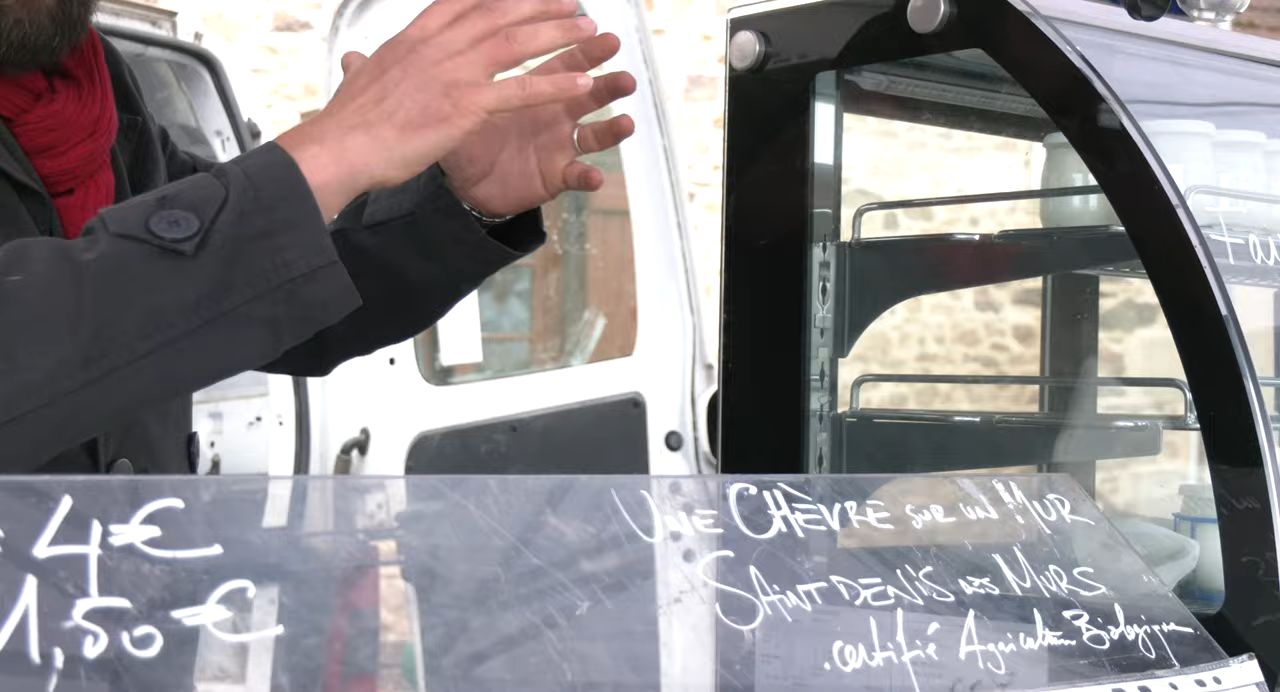 4€
1,50€
UNE CHÈVRE SUR UN MUR
SAINT DENIS DES MURS
certifié Agriculture Biologique